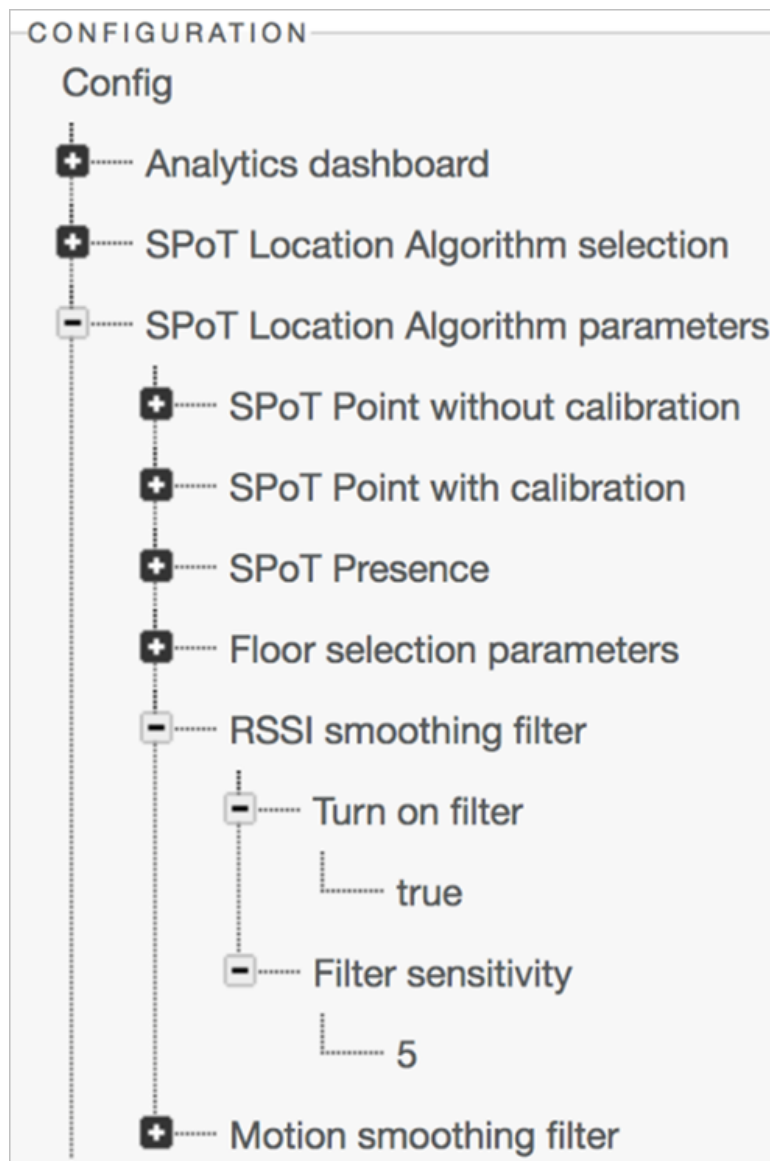 CONFIGURATION
Config
Analytics dashboard
SPoT Location Algorithm selection
SPoT Location Algorithm parameters
SPoT Point without calibration
SPoT Point with calibration
SPoT Presence
Floor selection parameters
RSSI smoothing filter
Turn on filter
true
Filter sensitivity
5
Motion smoothing filter